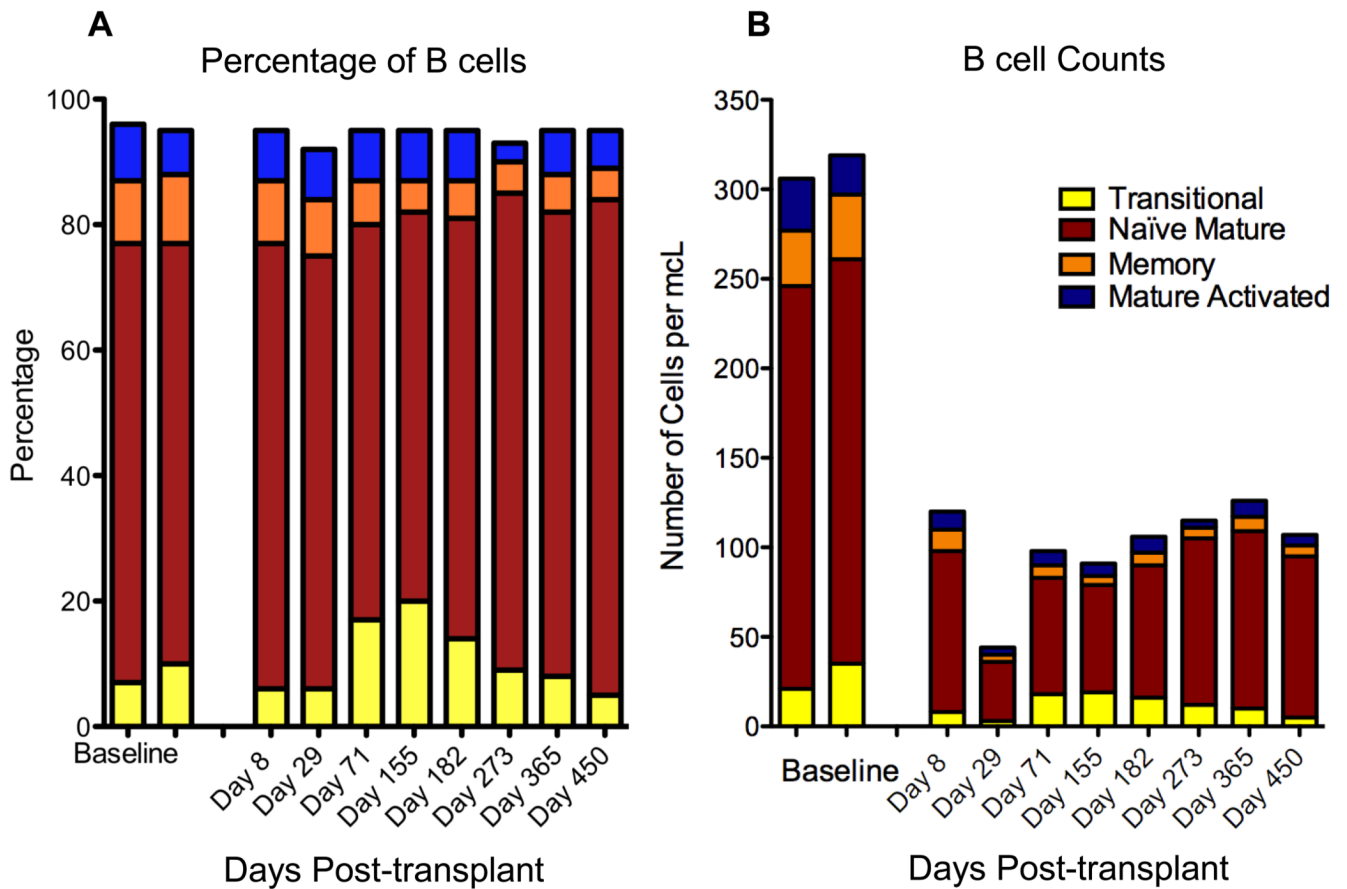 A
Percentage of B cells
100
80
60
40
20
0
Percentage
Baseline
Day 8
Day 29
Day 71
Day 155
Day 182
Day 273
Day 365
Day 450
Days Post-transplant
B
B cell Counts
350
300
250
200
150
100
50
0
Number of Cells per mcL
Transitional
Naïve Mature
Memory
Mature Activated
Baseline
Day 8
Day 29
Day 71
Day 155
Day 182
Day 273
Day 365
Day 450
Days Post-transplant